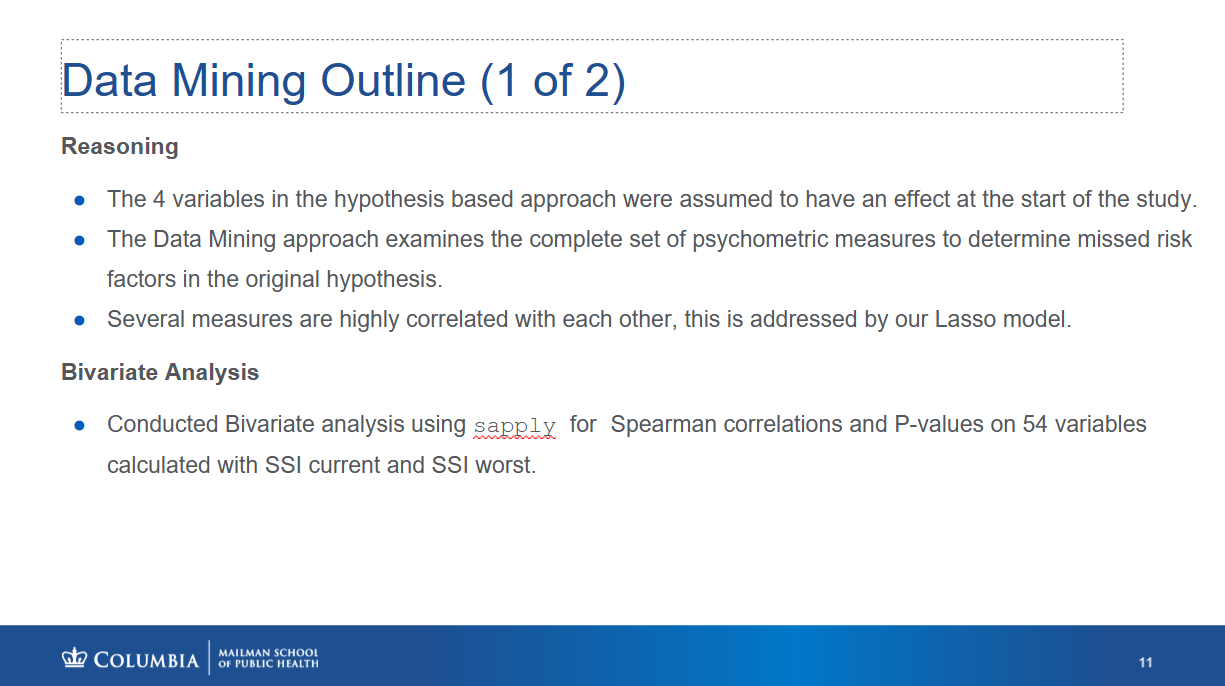 Data Mining Outline (1 of 2)
Reasoning
● The 4 variables in the hypothesis based approach were assumed to have an effect at the start of the study.
● The Data Mining approach examines the complete set of psychometric measures to determine missed risk
factors in the original hypothesis.
● Several measures are highly correlated with each other, this is addressed by our Lasso model.
Bivariate Analysis
● Conducted Bivariate analysis using sapply for Spearman correlations and P-values on 54 variables
calculated with SSI current and SSI worst.
COLUMBIA
MAILMAN SCHOOL
OF PUBLIC HEALTH
11